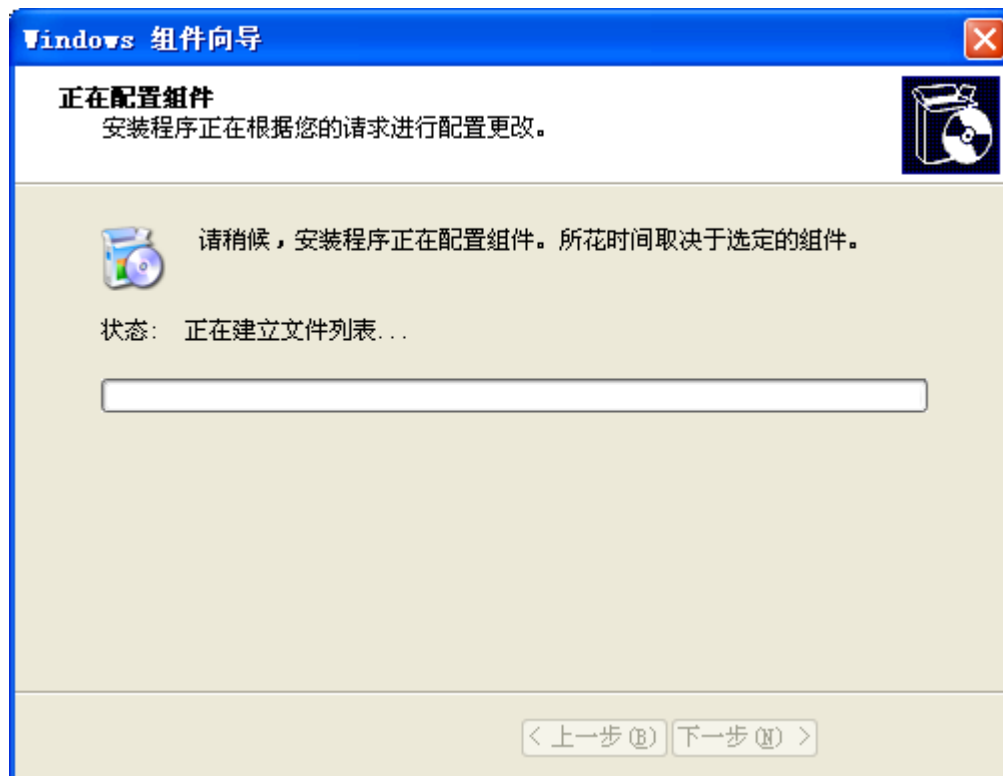 Windows 组件向导
正在配置组件
安装程序正在根据您的请求进行配置更改。
请稍候，安装程序正在配置组件。所花时间取决于选定的组件。
状态: 正在建立文件列表...
< 上一步(B) 下一步(N) >